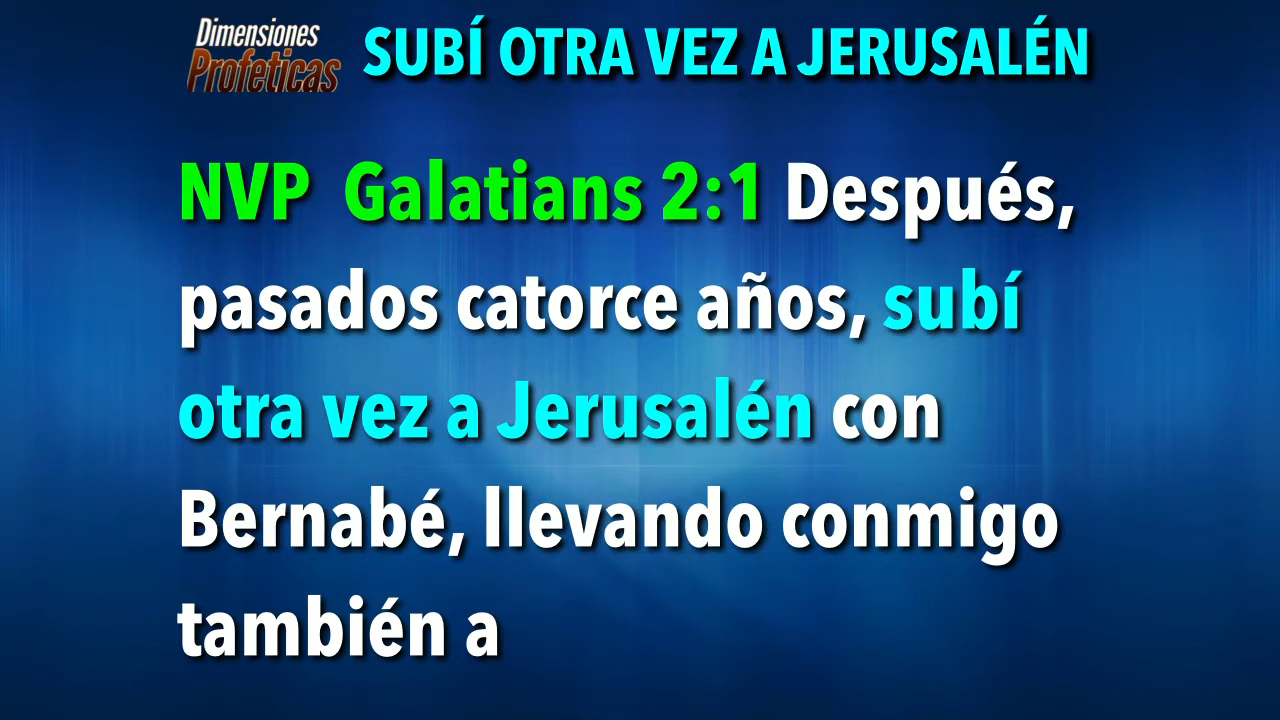 Dimensiones
Profeticas
SUBÍ OTRA VEZ A JERUSALÉN
NVP Galatians 2:1 Después,
pasados catorce años, subí
otra vez a Jerusalén con
Bernabé, llevando conmigo
también a